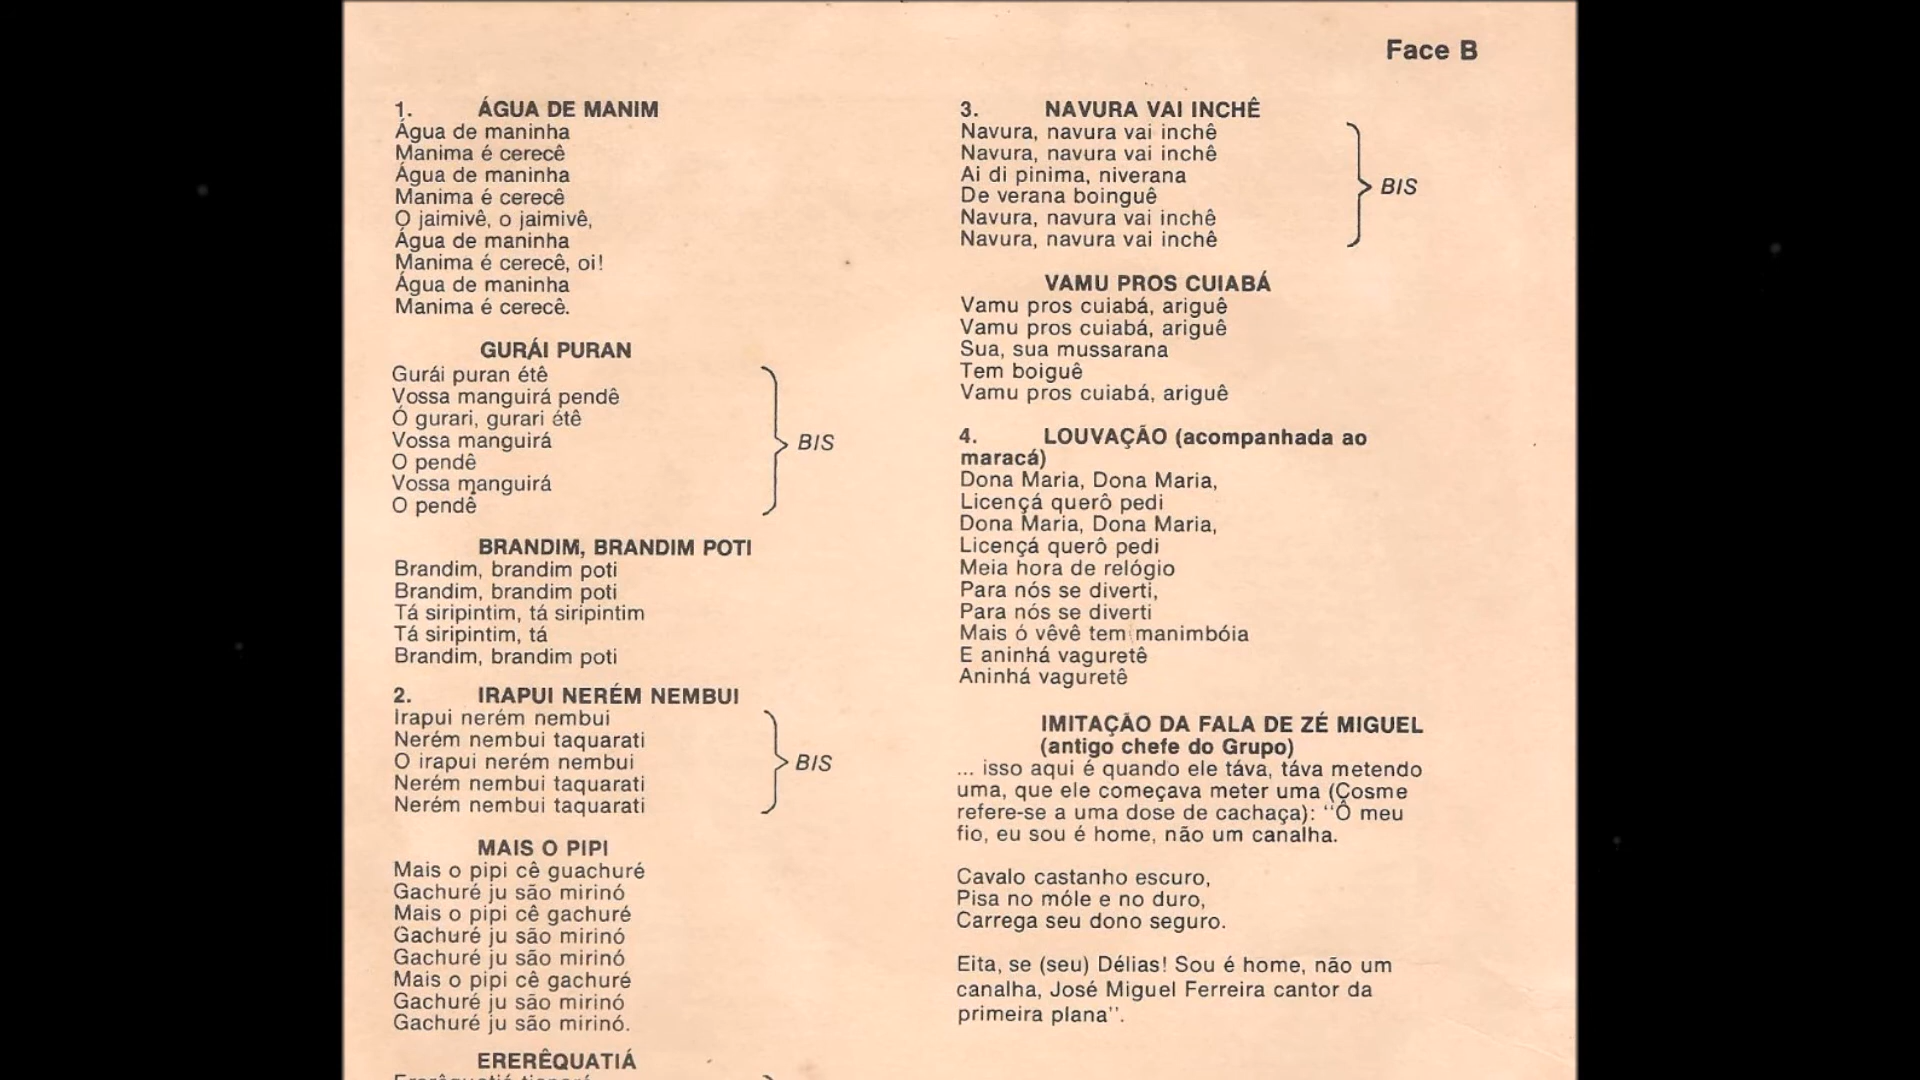 Face B
1. ÁGUA DE MANIM
Água de maninha
Manima é cerecê
Água de maninha
Manima é cerecê
O jaimivê, o jaimivê,
Água de maninha
Manima é cerecê, oi!
Água de maninha
Manima é cerecê.
GURÁI PURAN
Gurái puran étê
Vossa manguirá pendê
Ó gurari, gurari étê
Vossa manguirá
O pendê
Vossa manguirá
O pendê
BIS
BRANDIM, BRANDIM POTI
Brandim, brandim poti
Brandim, brandim poti
Tá siripintim, tá siripintim
Tá siripintim, tá
Brandim, brandim poti
2. IRAPUI NERÉM NEMBUI
Irapui nerém nembui
Nerém nembui taquarati
O irapui nerém nembui
Nerém nembui taquarati
Nerém nembui taquarati
BIS
MAIS O PIPI
Mais o pipi cê guachuré
Gachuré ju são mirinó
Mais o pipi cê gachuré
Gachuré ju são mirinó
Gachuré ju são mirinó
Mais o pipi cê gachuré
Gachuré ju são mirinó
Gachuré ju são mirinó.
ERERÊQUATIÁ
3. NAVURA VAI INCHÊ
Navura, navura vai inchê
Navura, navura vai inchê
Ai di pinima, niverana
De verana boinguê
Navura, navura vai inchê
Navura, navura vai inchê
BIS
VAMU PROS CUIABÁ
Vamu pros cuiabá, ariguê
Vamu pros cuiabá, ariguê
Sua, sua mussarana
Tem boiguê
Vamu pros cuiabá, ariguê
4. LOUVAÇÃO (acompanhada ao
maracá)
Dona Maria, Dona Maria,
Licençá querô pedi
Dona Maria, Dona Maria,
Licençá querô pedi
Meia hora de relógio
Para nós se diverti,
Para nós se diverti
Mais ó vêvê tem manimbóia
E aninhá vaguretê
Aninhá vaguretê
IMITAÇÃO DA FALA DE ZÉ MIGUEL
(antigo chefe do Grupo)
... isso aqui é quando ele táva, táva metendo
uma, que ele começava meter uma (Cosme
refere-se a uma dose de cachaça): "Ô meu
fio, eu sou é home, não um canalha.
Cavalo castanho escuro,
Pisa no móle e no duro,
Carrega seu dono seguro.
Eita, se (seu) Délias! Sou é home, não um
canalha, José Miguel Ferreira cantor da
primeira plana".